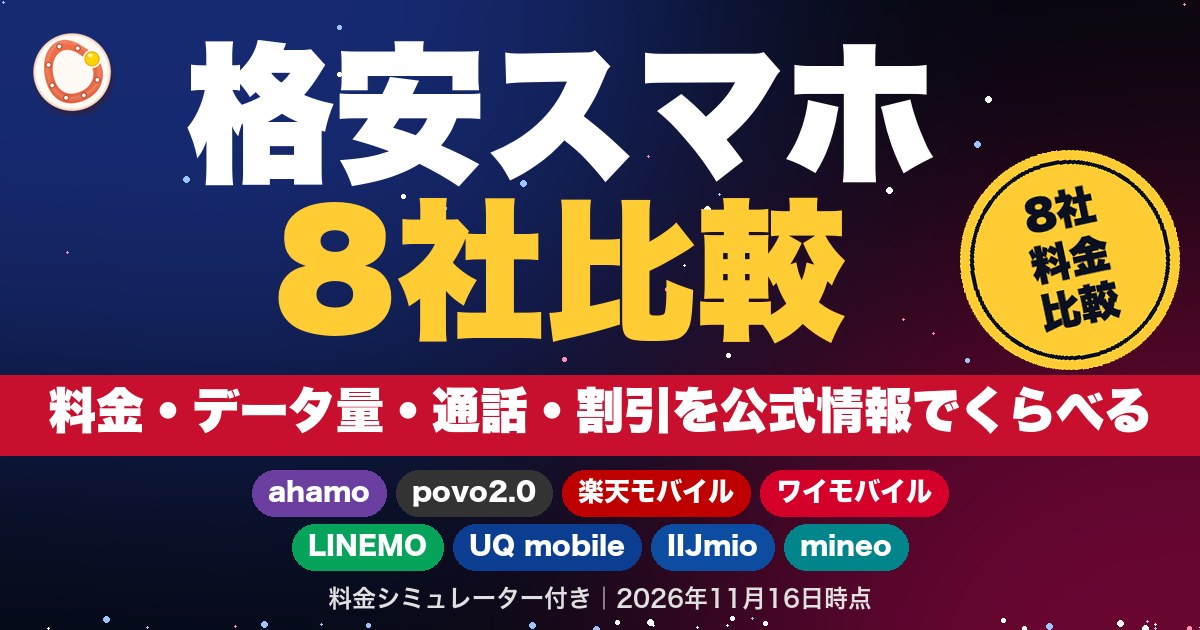 格安スマホ
8社比較
8社
料金
比較
料金・データ量・通話・割引を公式情報でくらべる
ahamo povo2.0 楽天モバイル ワイモバイル
LINEMO UQ mobile IIJmio mineo
料金シミュレーター付き｜2026年11月16日時点